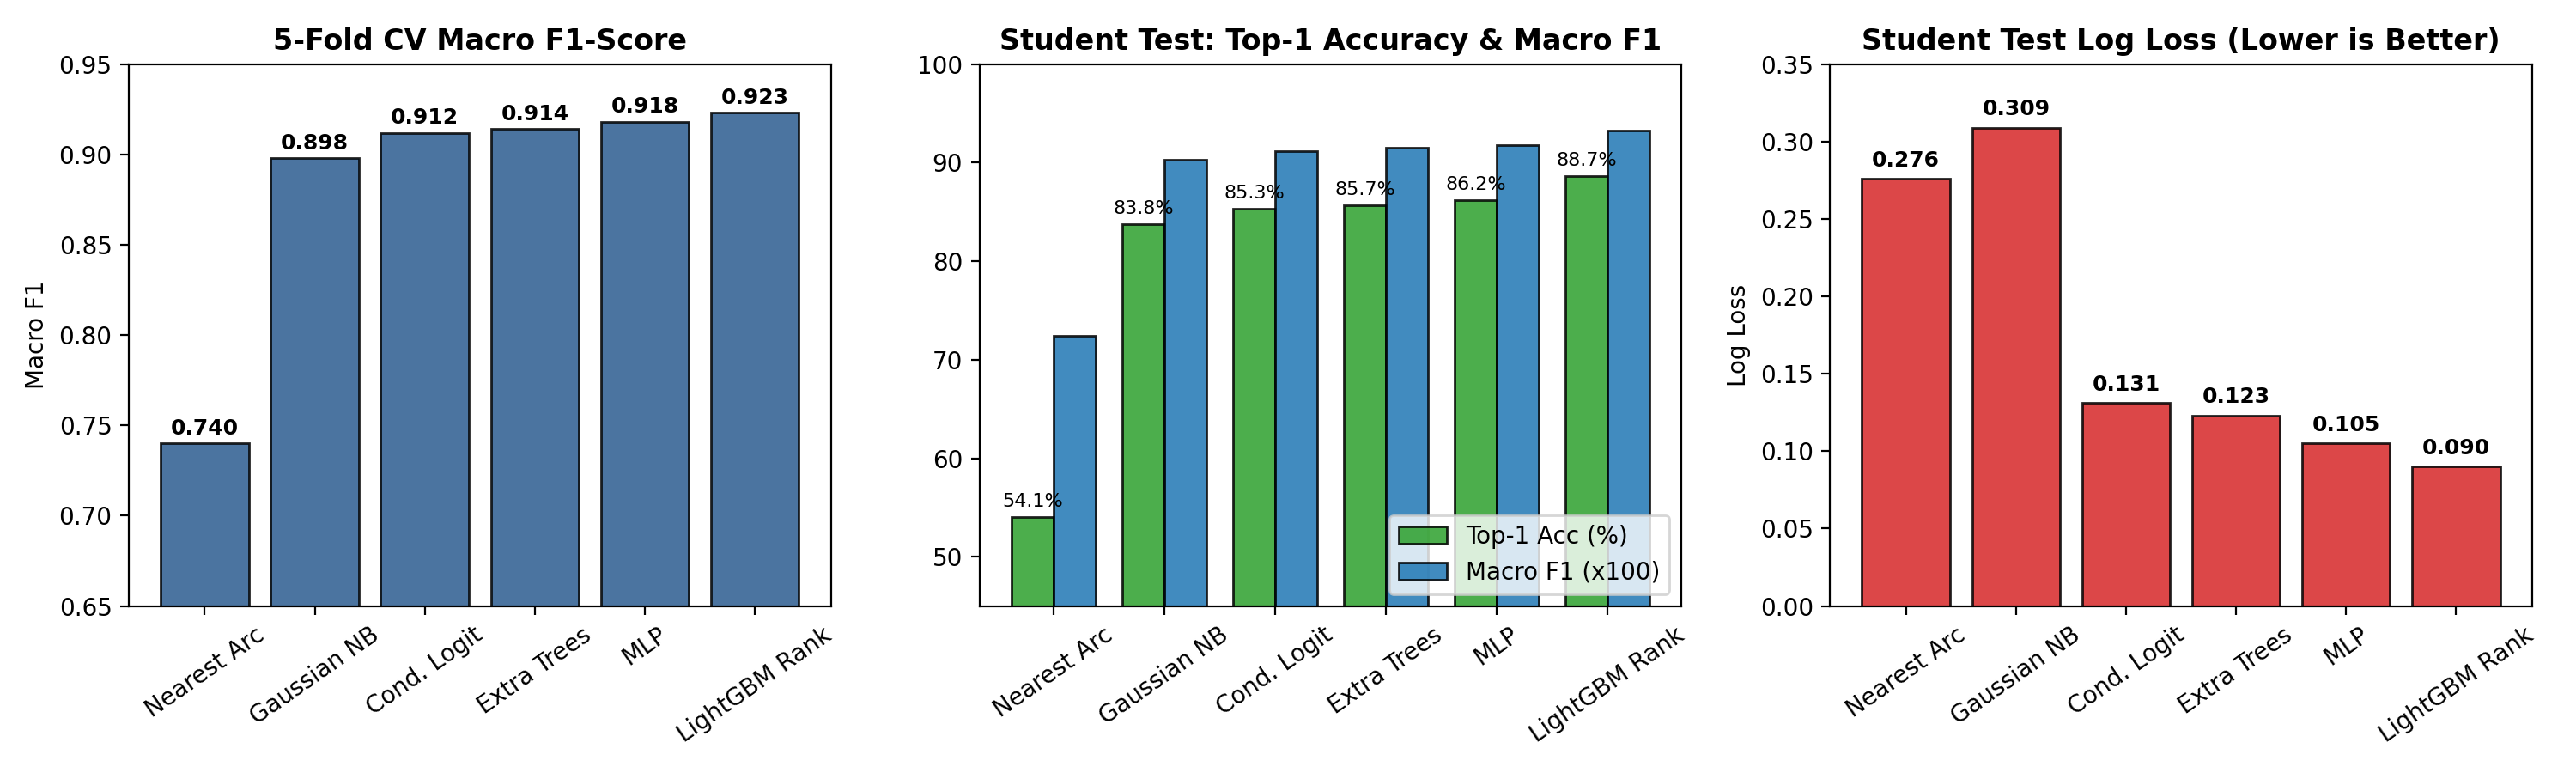 5-Fold CV Macro F1-Score
Macro F1
0.95
0.90
0.85
0.80
0.75
0.70
0.65
0.740
0.898
0.912
0.914
0.918
0.923
Nearest Arc
Gaussian NB
Cond. Logit
Extra Trees
MLP
LightGBM Rank
Student Test: Top-1 Accuracy & Macro F1
100
90
80
70
60
50
54.1%
83.8%
85.3%
85.7%
86.2%
88.7%
Top-1 Acc (%)
Macro F1 (x100)
Nearest Arc
Gaussian NB
Cond. Logit
Extra Trees
MLP
LightGBM Rank
Student Test Log Loss (Lower is Better)
Log Loss
0.35
0.30
0.25
0.20
0.15
0.10
0.05
0.00
0.276
0.309
0.131
0.123
0.105
0.090
Nearest Arc
Gaussian NB
Cond. Logit
Extra Trees
MLP
LightGBM Rank